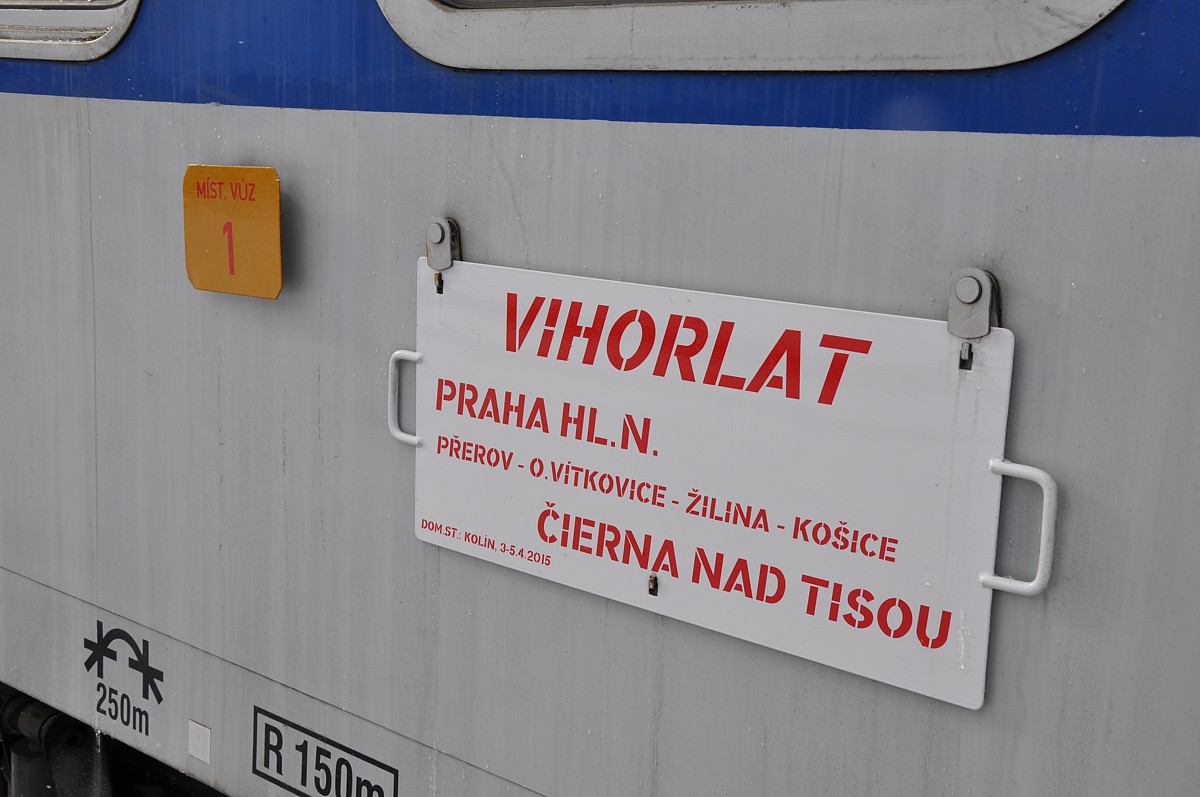 MÍST. VŮZ
1
VIHORLAT
PRAHA HL.N.
PŘEROV - O.VÍTKOVICE - ŽILINA - KOŠICE
ČIERNA NAD TISOU
DOM.ST.: KOLÍN, 3-5.4.2015
250m
R 150m